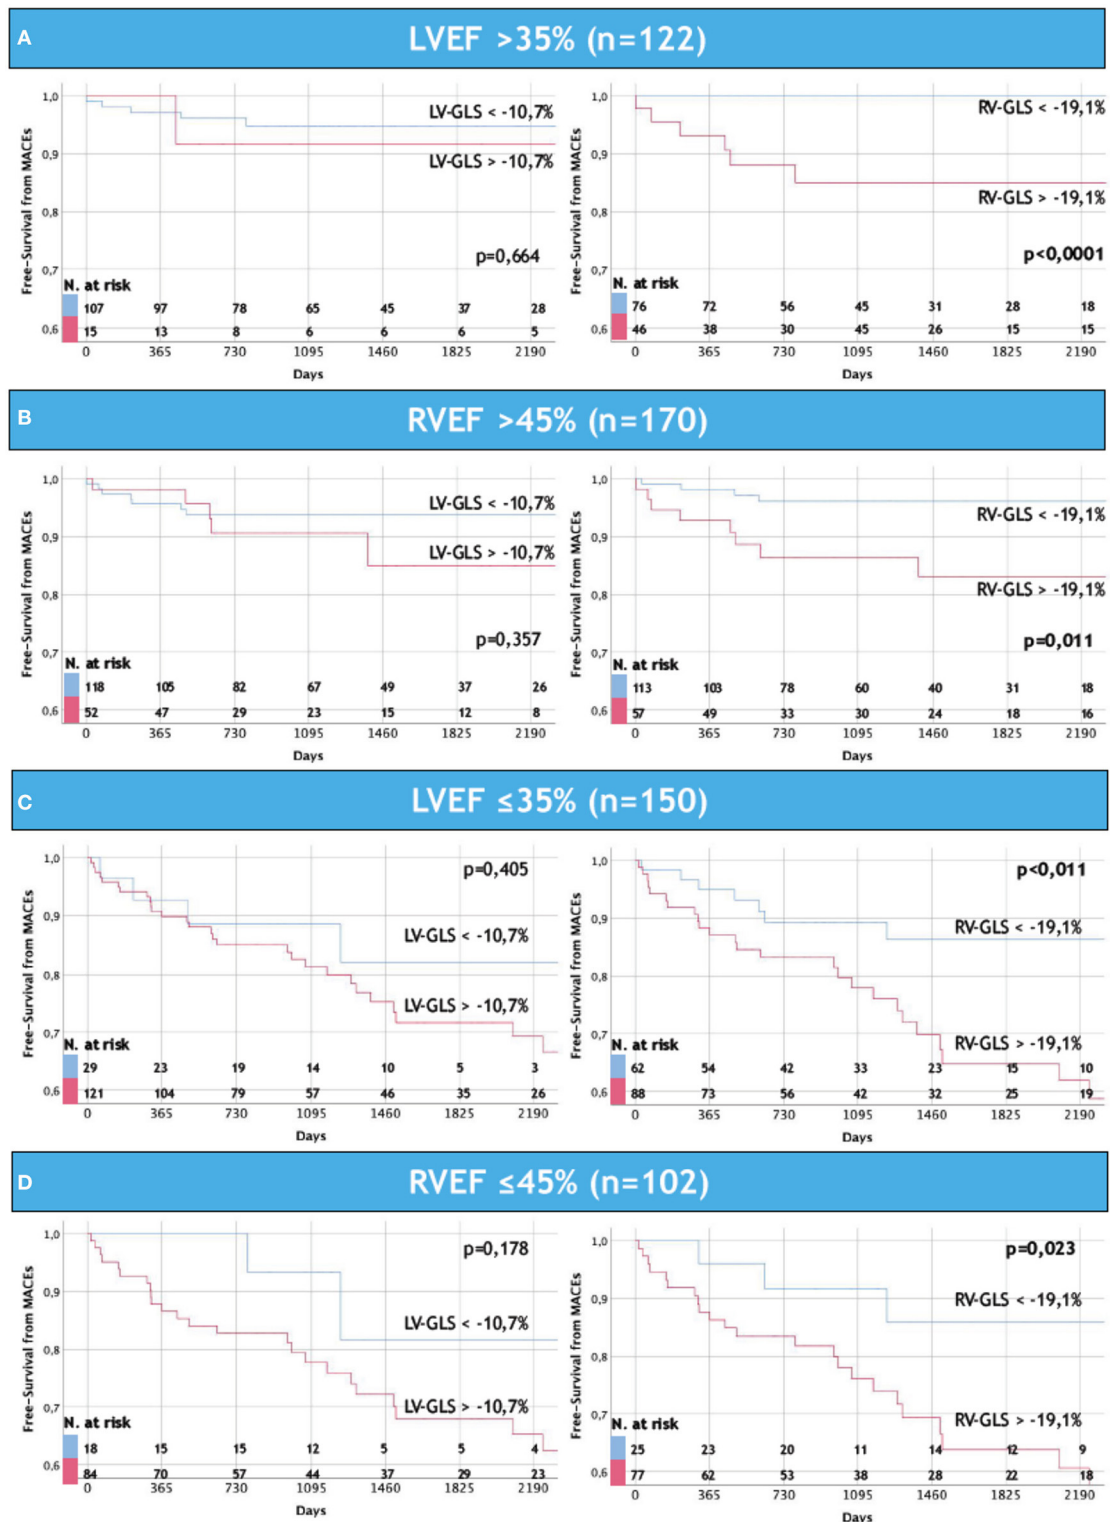 A
LVEF >35% (n=122)
Free-Survival from MACEs
1,0
0,9
0,8
0,7
0,6
LV-GLS < -10,7%
LV-GLS > -10,7%
p=0,664
N. at risk
107 97 78 65 45 37 28
15 13 8 6 6 6 5
0 365 730 1095 1460 1825 2190
Days
Free-Survival from MACEs
1,0
0,9
0,8
0,7
0,6
RV-GLS < -19,1%
RV-GLS > -19,1%
p<0,0001
N. at risk
76 72 56 45 31 28 18
46 38 30 45 26 15 15
0 365 730 1095 1460 1825 2190
Days
B
RVEF >45% (n=170)
Free-Survival from MACEs
1,0
0,9
0,8
0,7
0,6
LV-GLS < -10,7%
LV-GLS > -10,7%
p=0,357
N. at risk
118 105 82 67 49 37 26
52 47 29 23 15 12 8
0 365 730 1095 1460 1825 2190
Days
Free-Survival from MACEs
1,0
0,9
0,8
0,7
0,6
RV-GLS < -19,1%
RV-GLS > -19,1%
p=0,011
N. at risk
113 103 78 60 40 31 18
57 49 33 30 24 18 16
0 365 730 1095 1460 1825 2190
Days
C
LVEF ≤35% (n=150)
Free-Survival from MACEs
1,0
0,9
0,8
0,7
0,6
p=0,405
LV-GLS < -10,7%
LV-GLS > -10,7%
N. at risk
29 23 19 14 10 5 3
121 104 79 57 46 35 26
0 365 730 1095 1460 1825 2190
Days
Free-Survival from MACEs
1,0
0,9
0,8
0,7
0,6
p<0,011
RV-GLS < -19,1%
RV-GLS > -19,1%
N. at risk
62 54 42 33 23 15 10
88 73 56 42 32 25 19
0 365 730 1095 1460 1825 2190
Days
D
RVEF ≤45% (n=102)
Free-Survival from MACEs
1,0
0,9
0,8
0,7
0,6
p=0,178
LV-GLS < -10,7%
LV-GLS > -10,7%
N. at risk
18 15 15 12 5 5 4
84 70 57 44 37 29 23
0 365 730 1095 1460 1825 2190
Days
Free-Survival from MACEs
1,0
0,9
0,8
0,7
0,6
p=0,023
RV-GLS < -19,1%
RV-GLS > -19,1%
N. at risk
25 23 20 11 14 12 9
77 62 53 38 28 22 18
0 365 730 1095 1460 1825 2190
Days